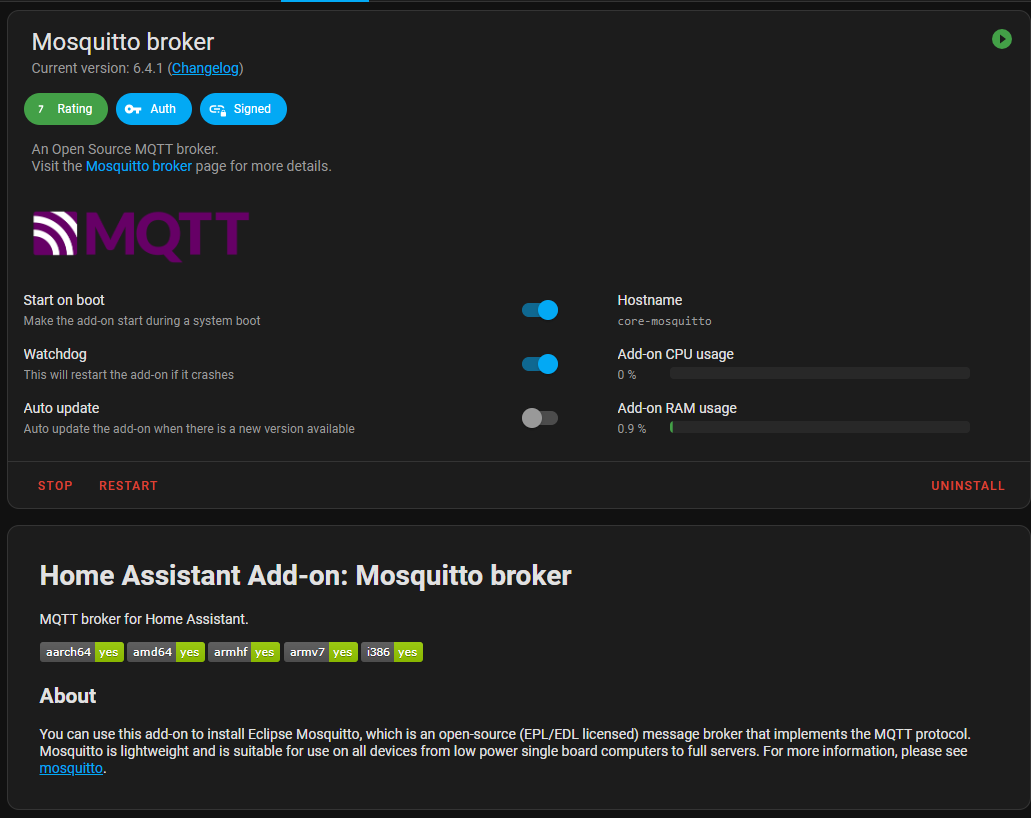 Mosquitto broker
Current version: 6.4.1 (Changelog)
7 Rating Auth Signed
An Open Source MQTT broker.
Visit the Mosquitto broker page for more details.
MQTT
Start on boot
Make the add-on start during a system boot
Hostname
core-mosquitto
Watchdog
This will restart the add-on if it crashes
Add-on CPU usage
0 %
Auto update
Auto update the add-on when there is a new version available
Add-on RAM usage
0.9 %
STOP RESTART UNINSTALL
Home Assistant Add-on: Mosquitto broker
MQTT broker for Home Assistant.
aarch64 yes amd64 yes armhf yes armv7 yes i386 yes
About
You can use this add-on to install Eclipse Mosquitto, which is an open-source (EPL/EDL licensed) message broker that implements the MQTT protocol.
Mosquitto is lightweight and is suitable for use on all devices from low power single board computers to full servers. For more information, please see
mosquitto.